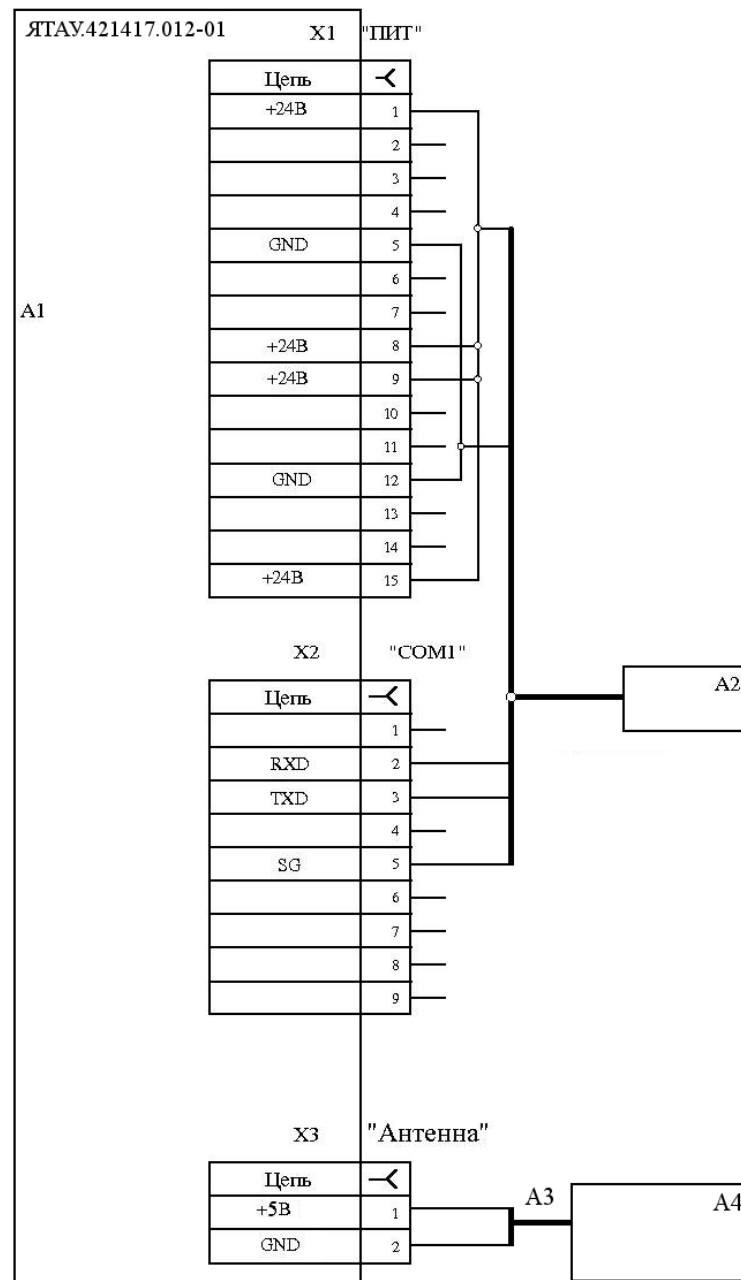 ЯТАУ.421417.012-01
X1 "ПИТ"
Цепь
+24В 1
2
3
4
GND 5
6
7
A1
+24В 8
+24В 9
10
11
GND 12
13
14
+24В 15
X2 "COM1"
Цепь
1
RXD 2
TXD 3
4
SG 5
6
7
8
9
A2
X3 "Антенна"
Цепь
+5В 1
GND 2
A3
A4